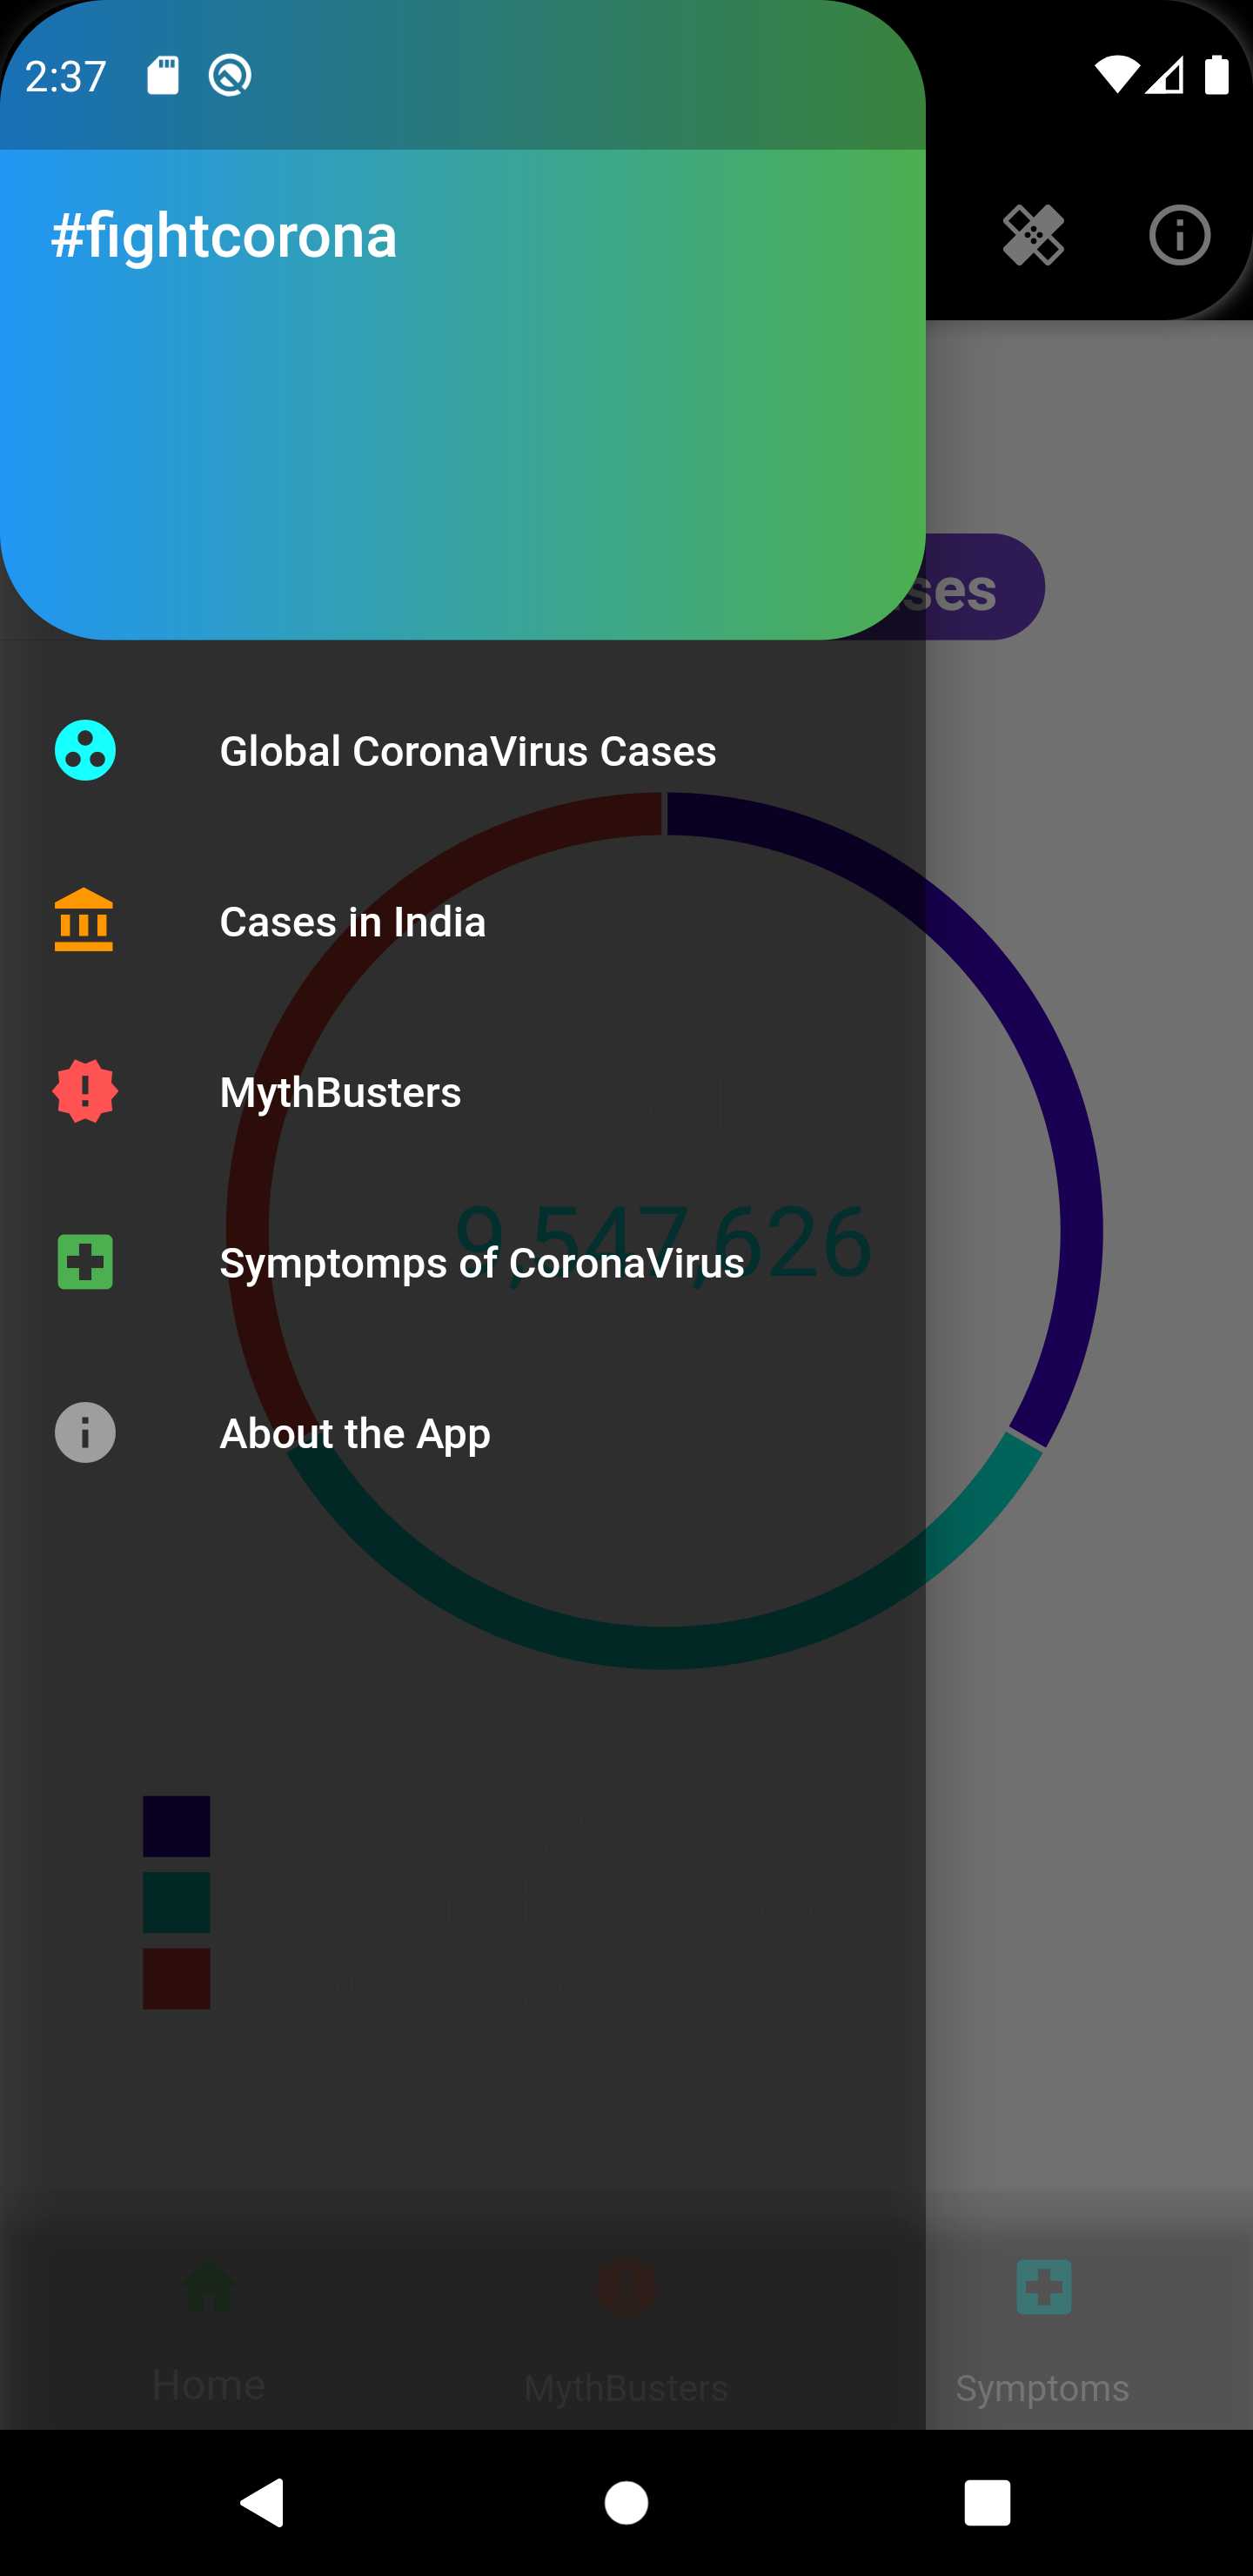 2:37
#fightcorona
ses
Global CoronaVirus Cases
Cases in India
MythBusters
Total
9,547,626
Symptomps of CoronaVirus
About the App
Home
MythBusters
Symptoms